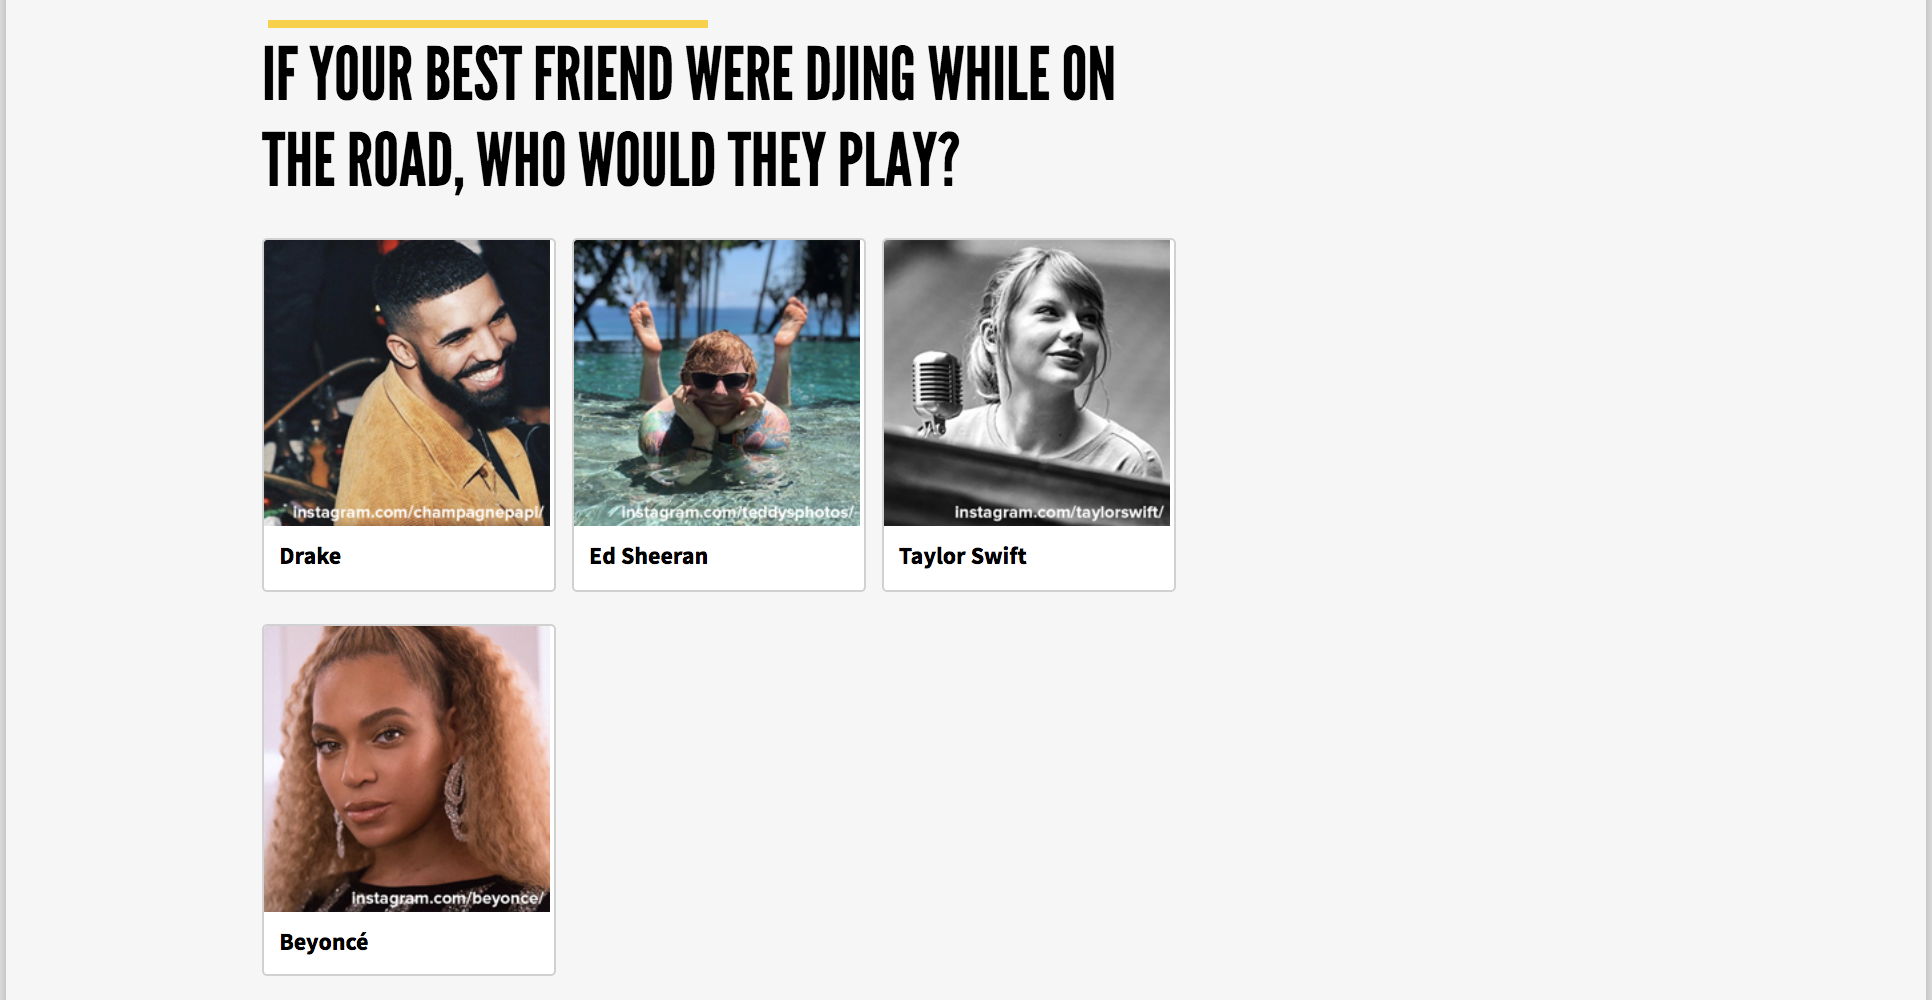 IF YOUR BEST FRIEND WERE DJING WHILE ON
THE ROAD, WHO WOULD THEY PLAY?
instagram.com/champagnepapi/
instagram.com/teddysphotos/
instagram.com/taylorswift/
Drake
Ed Sheeran
Taylor Swift
instagram.com/beyonce/
Beyoncé